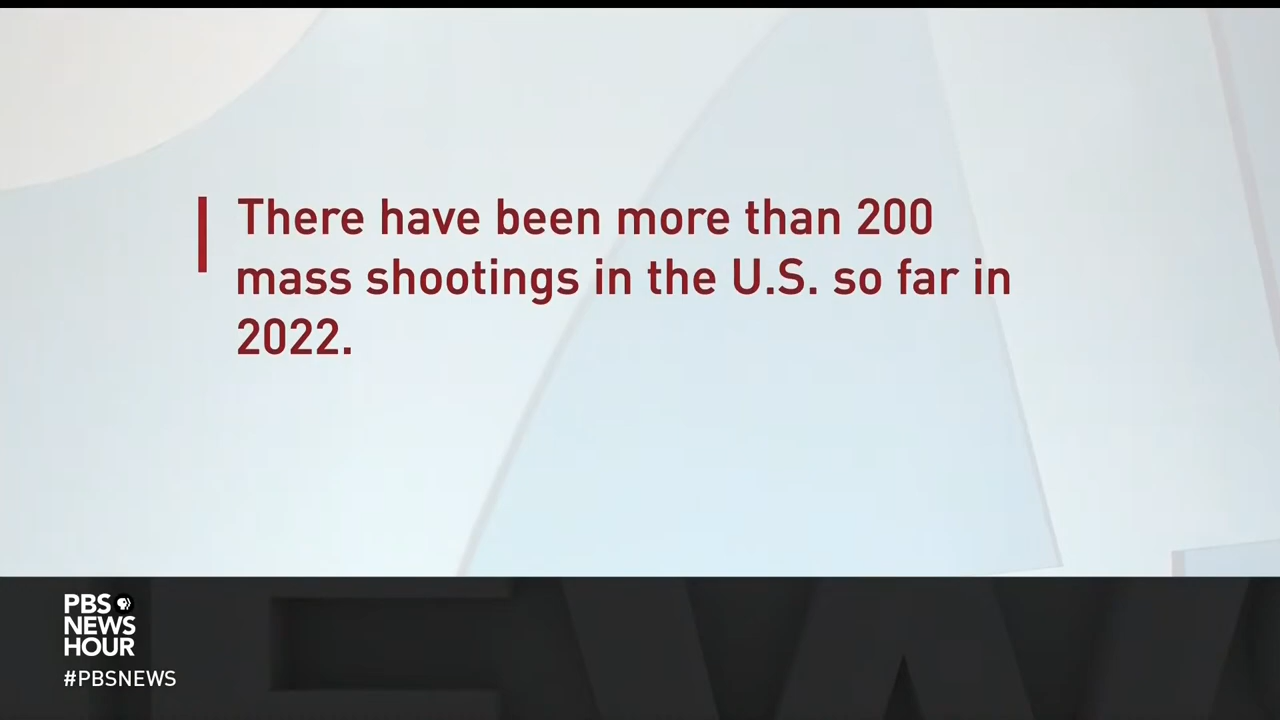 There have been more than 200
mass shootings in the U.S. so far in
2022.
PBS
NEWS
HOUR
#PBSNEWS